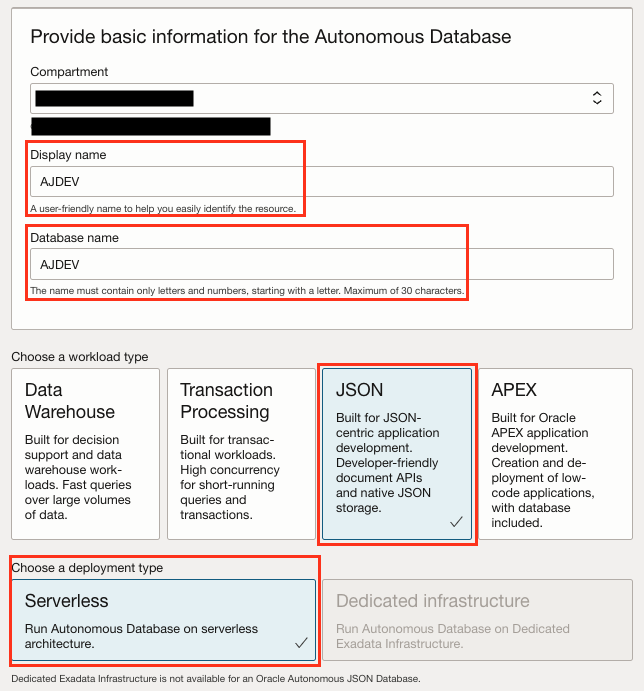 Provide basic information for the Autonomous Database
Compartment
Display name
AJDEV
A user-friendly name to help you easily identify the resource.
Database name
AJDEV
The name must contain only letters and numbers, starting with a letter. Maximum of 30 characters.
Choose a workload type
Data
Warehouse
Built for decision
support and data
warehouse work-
loads. Fast queries
over large volumes
of data.
Transaction
Processing
Built for transac-
tional workloads.
High concurrency
for short-running
queries and
transactions.
JSON
Built for JSON-
centric application
development.
Developer-friendly
document APIs
and native JSON
storage.
APEX
Built for Oracle
APEX application
development.
Creation and de-
ployment of low-
code applications,
with database
included.
Choose a deployment type
Serverless
Run Autonomous Database on serverless
architecture.
Dedicated infrastructure
Run Autonomous Database on Dedicated
Exadata Infrastructure.
Dedicated Exadata Infrastructure is not available for an Oracle Autonomous JSON Database.